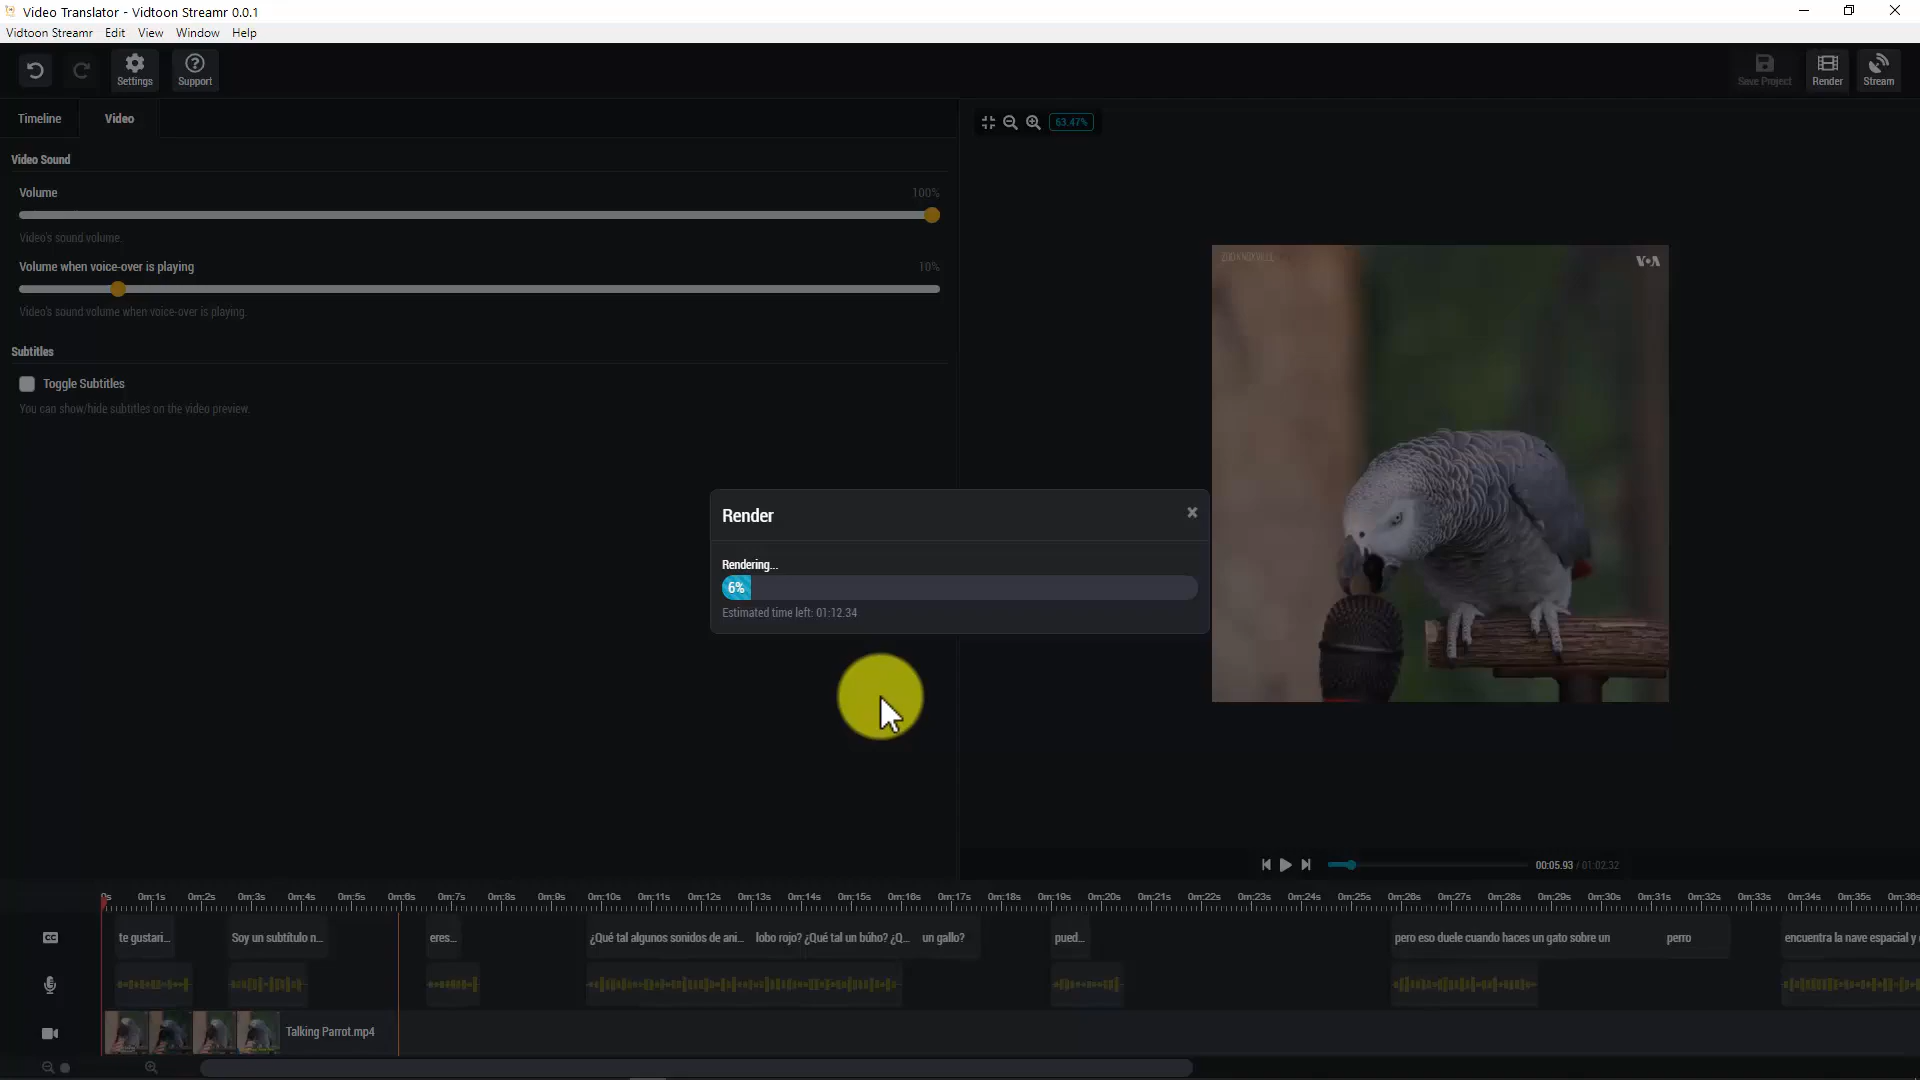 Video Translator - Vidtoon Streamr 0.0.1
Vidtoon Streamr Edit View Window Help
Settings
Support
Save Project
Render
Stream
Timeline
Video
63.47%
Video Sound
Volume
100%
Video's sound volume.
Volume when voice-over is playing
10%
Video's sound volume when voice-over is playing.
Subtitles
Toggle Subtitles
You can show/hide subtitles on the video preview.
VOA
Render
Rendering...
6%
Estimated time left: 01:12.34
00:05.93 / 01:02.32
0s 0m:1s 0m:2s 0m:3s 0m:4s 0m:5s 0m:6s 0m:7s 0m:8s 0m:9s 0m:10s 0m:11s 0m:12s 0m:13s 0m:14s 0m:15s 0m:16s 0m:17s 0m:18s 0m:19s 0m:20s 0m:21s 0m:22s 0m:23s 0m:24s 0m:25s 0m:26s 0m:27s 0m:28s 0m:29s 0m:30s 0m:31s 0m:32s 0m:33s 0m:34s 0m:35s 0m:36s
CC
te gustari...
Soy un subtítulo n...
eres...
¿Qué tal algunos sonidos de ani...
lobo rojo? ¿Qué tal un búho? ¿Q...
un gallo?
pued...
pero eso duele cuando haces un gato sobre un
perro
encuentra la nave espacial y
Talking Parrot.mp4